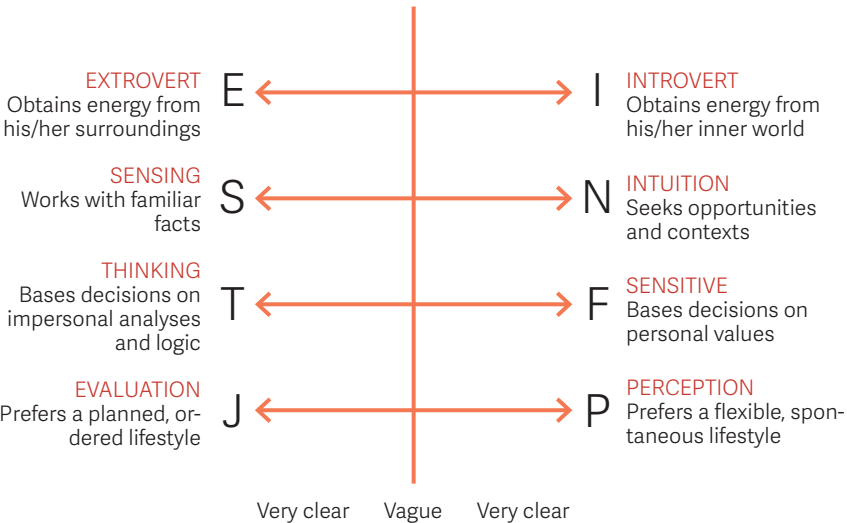 EXTROVERT
Obtains energy from
his/her surroundings
E
I
INTROVERT
Obtains energy from
his/her inner world
SENSING
Works with familiar
facts
S
N
INTUITION
Seeks opportunities
and contexts
THINKING
Bases decisions on
impersonal analyses
and logic
T
F
SENSITIVE
Bases decisions on
personal values
EVALUATION
Prefers a planned, or-
dered lifestyle
J
P
PERCEPTION
Prefers a flexible, spon-
taneous lifestyle
Very clear Vague Very clear